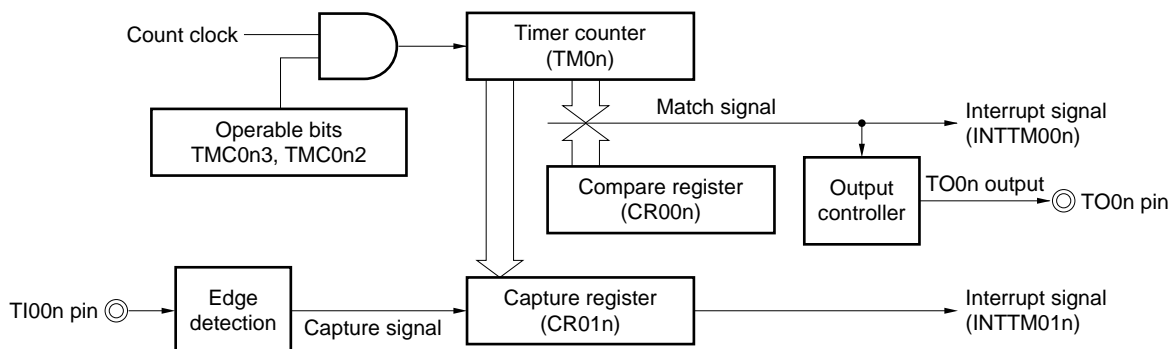 Count clock
Timer counter
(TM0n)
Operable bits
TMC0n3, TMC0n2
Match signal
Interrupt signal
(INTTM00n)
Compare register
(CR00n)
Output
controller
TO0n output
TO0n pin
TI00n pin
Edge
detection
Capture signal
Capture register
(CR01n)
Interrupt signal
(INTTM01n)